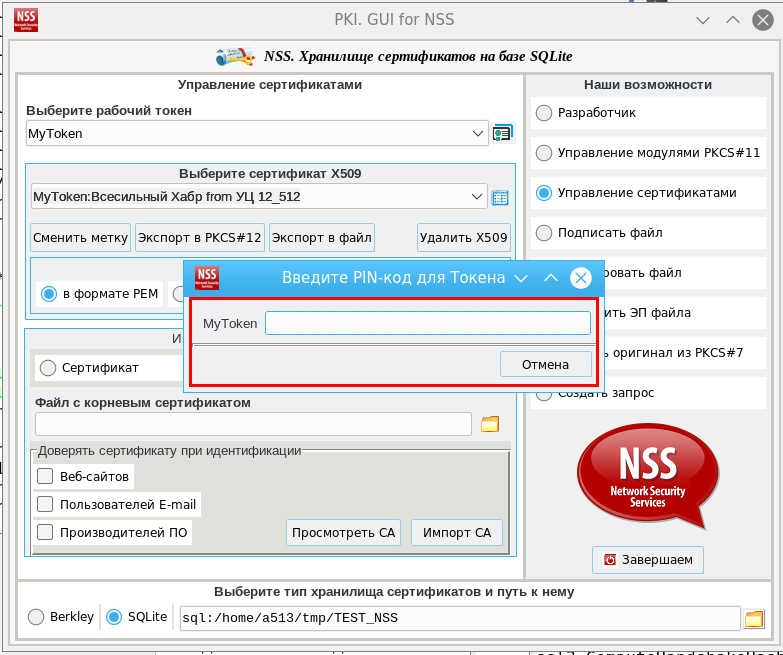 NSS
Network Security
Services
PKI. GUI for NSS
NSS. Хранилище сертификатов на базе SQLite
Управление сертификатами
Выберите рабочий токен
MyToken
Выберите сертификат X509
MyToken:Всесильный Хабр from УЦ 12_512
Сменить метку
Экспорт в PKCS#12
Экспорт в файл
Удалить X509
в формате PEM
NSS
Network Security
Services
Введите PIN-код для Токена
MyToken
Отмена
И
Сертификат
Файл с корневым сертификатом
Доверять сертификату при идентификации
Веб-сайтов
Пользователей E-mail
Производителей ПО
Просмотреть CA
Импорт CA
Наши возможности
Разработчик
Управление модулями PKCS#11
Управление сертификатами
Подписать файл
ровать файл
ить ЭП файла
ь оригинал из PKCS#7
Создать запрос
NSS
Network Security
Services
Завершаем
Выберите тип хранилища сертификатов и путь к нему
Berkley
SQLite
sql:/home/a513/tmp/TEST_NSS